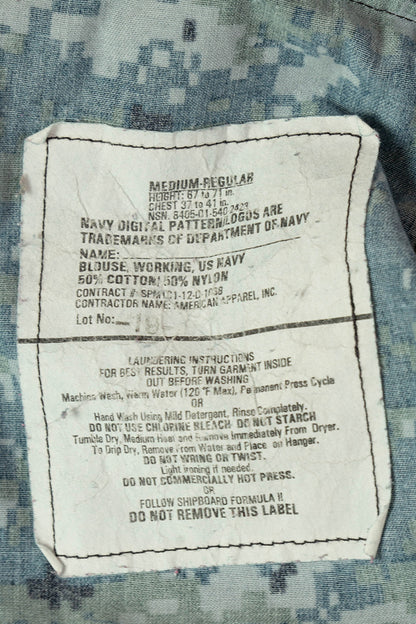 MEDIUM-REGULAR
HEIGHT: 67 to 71 in.
CHEST 37 to 41 in.
NSN. 8405-01-540
NAVY DIGITAL PATTERN/LOGOS ARE
TRADEMARKS OF DEPARTMENT OF NAVY
NAME:
BLOUSE, WORKING, US NAVY
50% COTTON/ 50% NYLON
CONTRACT #
CONTRACTOR NAME: AMERICAN APPAREL, INC.
Lot No:
LAUNDERING INSTRUCTIONS
FOR BEST RESULTS, TURN GARMENT INSIDE
OUT BEFORE WASHING
Machine Wash, Warm Water (120 °F Max), Permanent Press Cycle
OR
Hand Wash Using Mild Detergent, Rinse Completely.
DO NOT USE CHLORINE BLEACH DO NOT STARCH
Tumble Dry, Medium Heat and Remove Immediately From Dryer.
To Drip Dry, Remove From Water and Place on Hanger.
DO NOT WRING OR TWIST.
Light ironing if needed.
DO NOT COMMERCIALLY HOT PRESS.
OR
FOLLOW SHIPBOARD FORMULA II
DO NOT REMOVE THIS LABEL